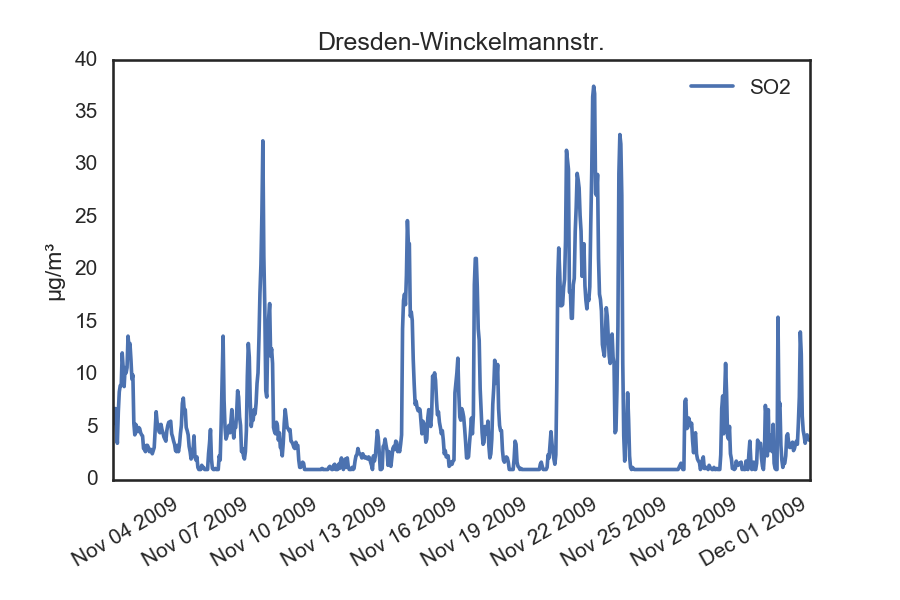 Dresden-Winckelmannstr.
40
35
30
25
20
15
10
5
0
µg/m³
SO2
Nov 04 2009
Nov 07 2009
Nov 10 2009
Nov 13 2009
Nov 16 2009
Nov 19 2009
Nov 22 2009
Nov 25 2009
Nov 28 2009
Dec 01 2009